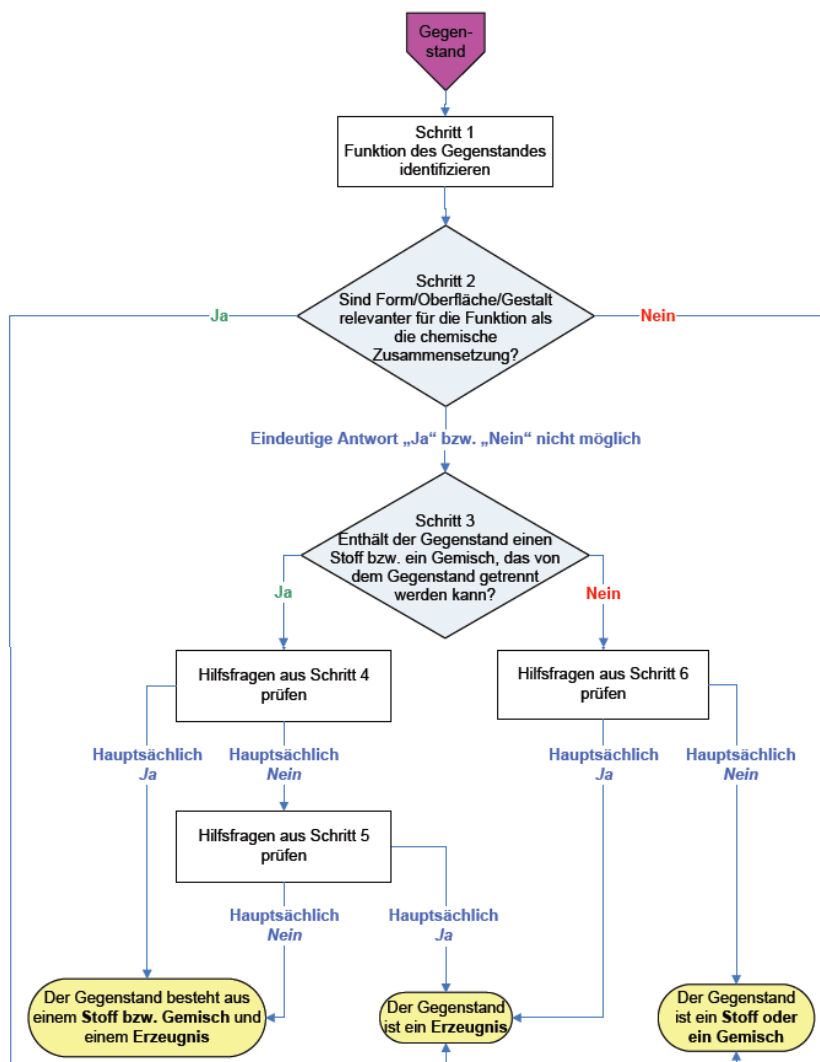 Gegen-
stand
Schritt 1
Funktion des Gegenstandes
identifizieren
Schritt 2
Sind Form/Oberfläche/Gestalt
relevanter für die Funktion als
die chemische
Zusammensetzung?
Ja
Nein
Eindeutige Antwort „Ja“ bzw. „Nein“ nicht möglich
Schritt 3
Enthält der Gegenstand einen
Stoff bzw. ein Gemisch, das von
dem Gegenstand getrennt
werden kann?
Ja
Nein
Hilfsfragen aus Schritt 4
prüfen
Hilfsfragen aus Schritt 6
prüfen
Hauptsächlich
Ja
Hauptsächlich
Nein
Hauptsächlich
Ja
Hauptsächlich
Nein
Hilfsfragen aus Schritt 5
prüfen
Hauptsächlich
Nein
Hauptsächlich
Ja
Der Gegenstand besteht aus
einem Stoff bzw. Gemisch und
einem Erzeugnis
Der Gegenstand
ist ein Erzeugnis
Der Gegenstand
ist ein Stoff oder
ein Gemisch